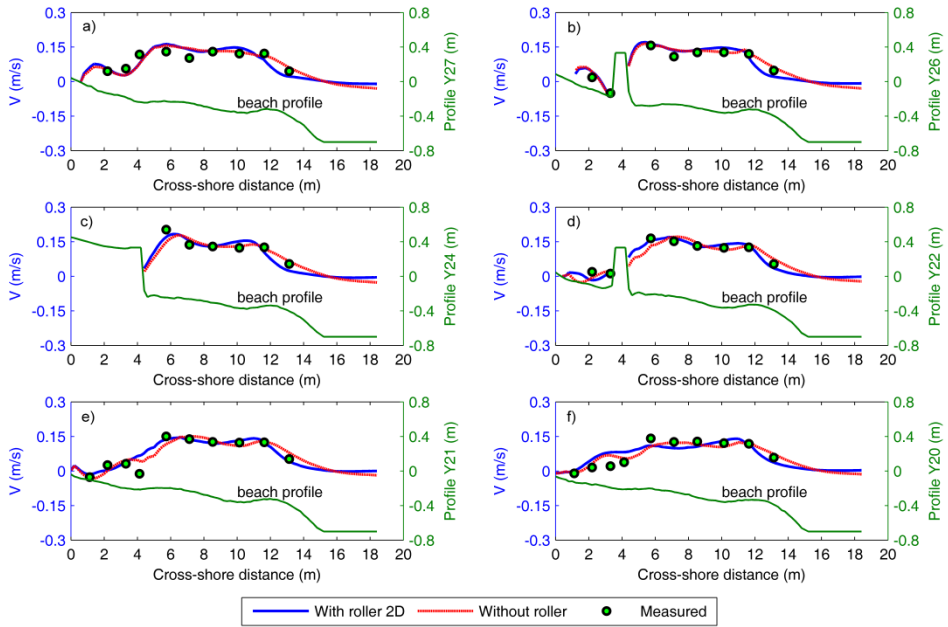 a)
0.3
0.15
0
-0.15
-0.3
V (m/s)
0.8
0.4
0
-0.4
-0.8
Profile Y27 (m)
beach profile
0 2 4 6 8 10 12 14 16 18 20
Cross-shore distance (m)
b)
0.3
0.15
0
-0.15
-0.3
V (m/s)
0.8
0.4
0
-0.4
-0.8
Profile Y26 (m)
beach profile
0 2 4 6 8 10 12 14 16 18 20
Cross-shore distance (m)
c)
0.3
0.15
0
-0.15
-0.3
V (m/s)
0.8
0.4
0
-0.4
-0.8
Profile Y24 (m)
beach profile
0 2 4 6 8 10 12 14 16 18 20
Cross-shore distance (m)
d)
0.3
0.15
0
-0.15
-0.3
V (m/s)
0.8
0.4
0
-0.4
-0.8
Profile Y22 (m)
beach profile
0 2 4 6 8 10 12 14 16 18 20
Cross-shore distance (m)
e)
0.3
0.15
0
-0.15
-0.3
V (m/s)
0.8
0.4
0
-0.4
-0.8
Profile Y21 (m)
beach profile
0 2 4 6 8 10 12 14 16 18 20
Cross-shore distance (m)
f)
0.3
0.15
0
-0.15
-0.3
V (m/s)
0.8
0.4
0
-0.4
-0.8
Profile Y20 (m)
beach profile
0 2 4 6 8 10 12 14 16 18 20
Cross-shore distance (m)
With roller 2D Without roller Measured